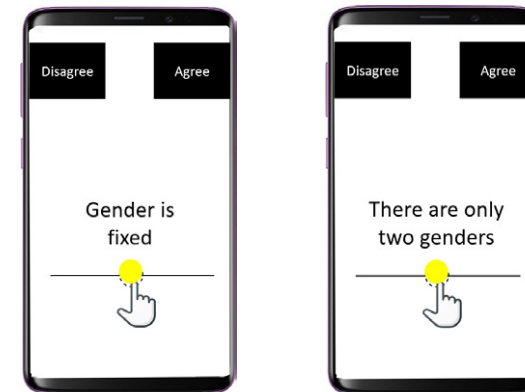 Disagree
Agree
Gender is
fixed
Disagree
Agree
There are only
two genders